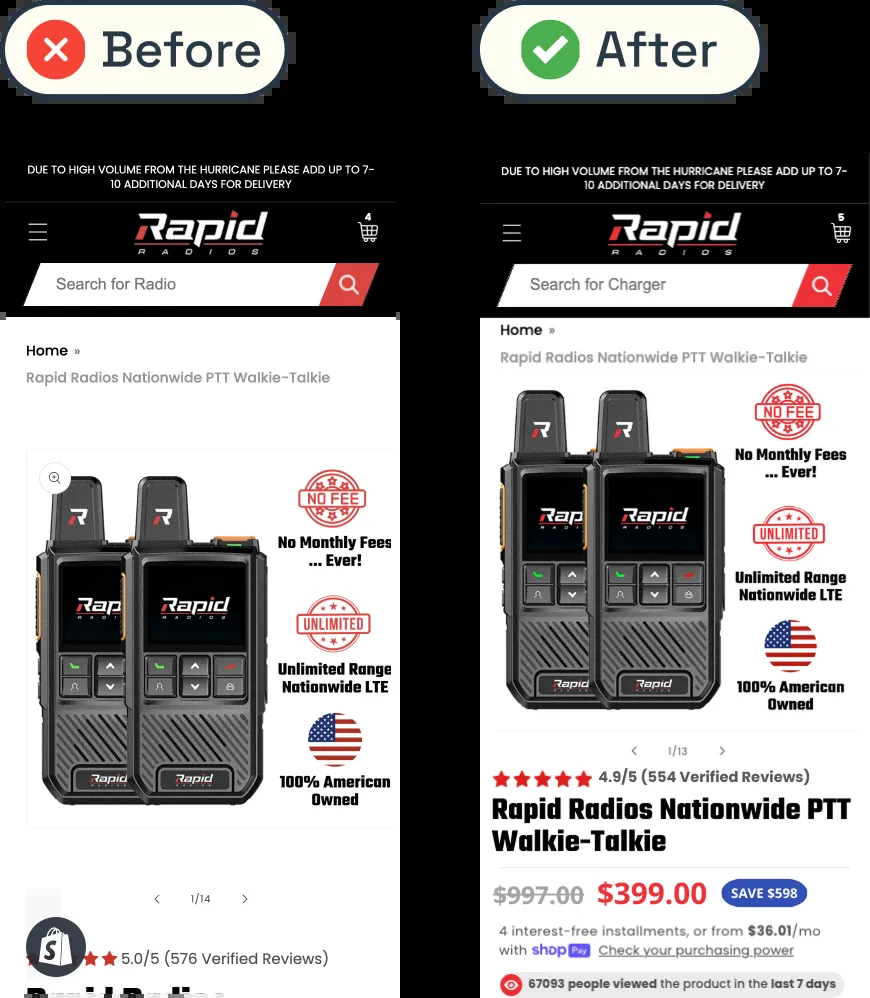 Before
DUE TO HIGH VOLUME FROM THE HURRICANE PLEASE ADD UP TO 7-
10 ADDITIONAL DAYS FOR DELIVERY
4
Rapid
RADIOS
Search for Radio
Home »
Rapid Radios Nationwide PTT Walkie-Talkie
R
R
NO FEE
No Monthly Fees
... Ever!
Rap
RADIOS
Rapid
RADIOS
UNLIMITED
Unlimited Range
Nationwide LTE
Rapid
Rapid
100% American
Owned
1/14
5.0/5 (576 Verified Reviews)
Rapid Radios
After
DUE TO HIGH VOLUME FROM THE HURRICANE PLEASE ADD UP TO 7-
10 ADDITIONAL DAYS FOR DELIVERY
5
Rapid
RADIOS
Search for Charger
Home »
Rapid Radios Nationwide PTT Walkie-Talkie
R
R
NO FEE
No Monthly Fees
... Ever!
Rap
RADIOS
Rapid
RADIOS
UNLIMITED
Unlimited Range
Nationwide LTE
Rapid
RADIOS
Rapid
RADIOS
100% American
Owned
1/13
4.9/5 (554 Verified Reviews)
Rapid Radios Nationwide PTT
Walkie-Talkie
$997.00 $399.00 SAVE $598
4 interest-free installments, or from $36.01/mo
with shop Pay Check your purchasing power
67093 people viewed the product in the last 7 days